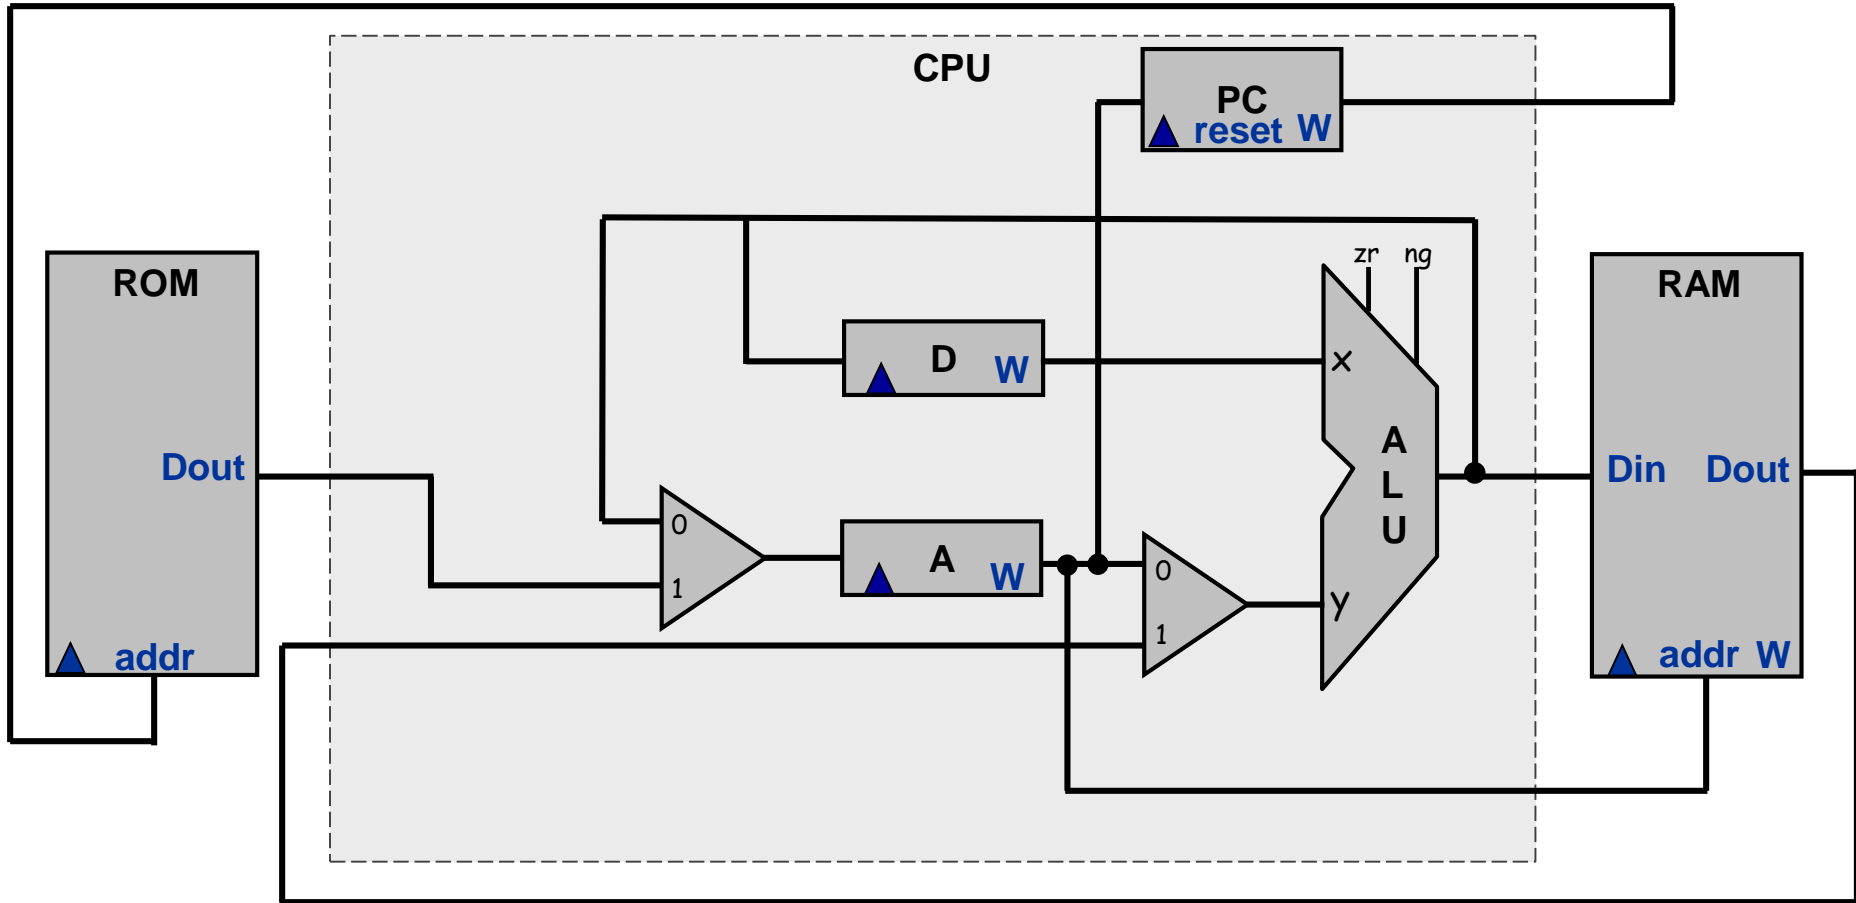 CPU
PC
reset W
zr ng
ROM
RAM
D W
x
A
L
U
Dout
Din Dout
0
1
A W
0
1
y
addr
addr W